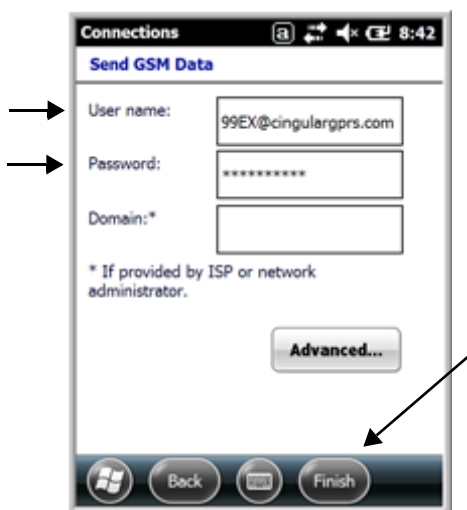 Connections a 8:42
Send GSM Data
User name:
99EX@cingulargprs.com
Password:
**********
Domain:*
* If provided by ISP or network
administrator.
Advanced...
Back Finish